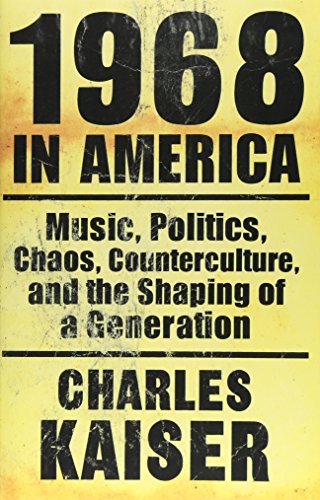 1968
IN AMERICA
Music, Politics,
Chaos, Counterculture,
and the Shaping of
a Generation
CHARLES
KAISER